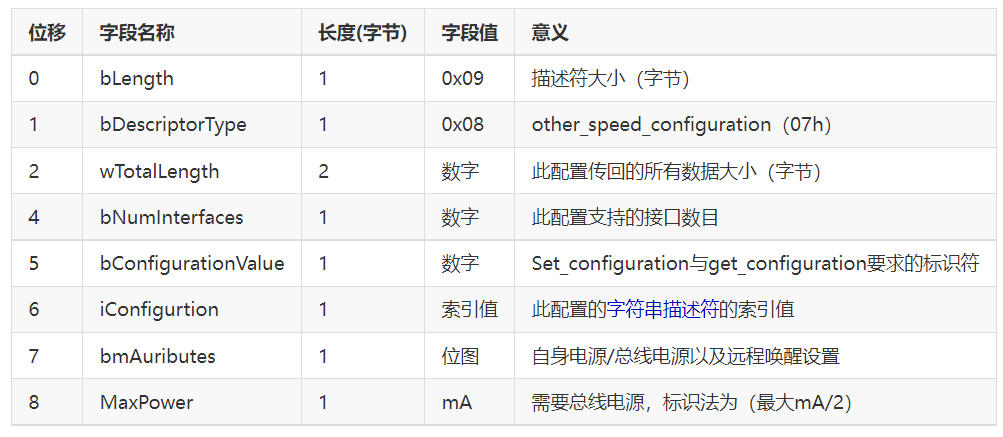 位移 字段名称 长度(字节) 字段值 意义
0 bLength 1 0x09 描述符大小（字节）
1 bDescriptorType 1 0x08 other_speed_configuration（07h）
2 wTotalLength 2 数字 此配置传回的所有数据大小（字节）
4 bNumInterfaces 1 数字 此配置支持的接口数目
5 bConfigurationValue 1 数字 Set_configuration与get_configuration要求的标识符
6 iConfigurtion 1 索引值 此配置的字符串描述符的索引值
7 bmAuributes 1 位图 自身电源/总线电源以及远程唤醒设置
8 MaxPower 1 mA 需要总线电源，标识法为（最大mA/2）